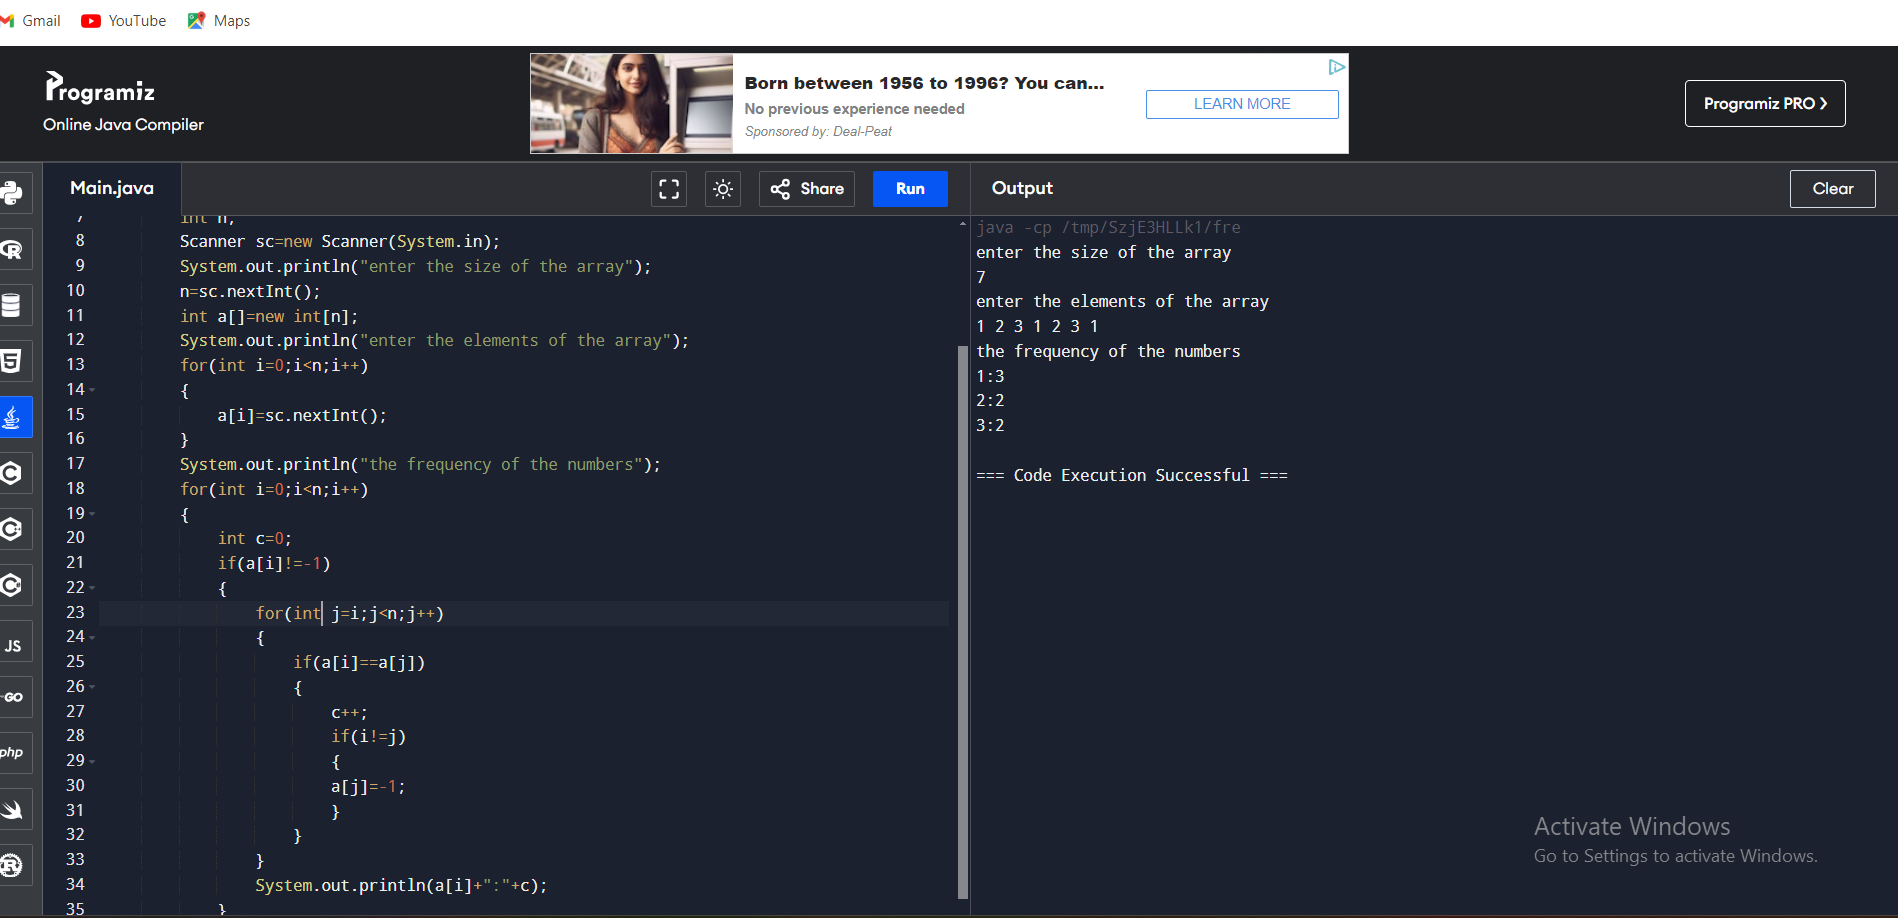 Gmail YouTube Maps
Programiz
Online Java Compiler
Born between 1956 to 1996? You can...
No previous experience needed
Sponsored by: Deal-Peat
LEARN MORE
Programiz PRO ❯
Main.java
Share
Run
Output
Clear
7 int n;
8 Scanner sc=new Scanner(System.in);
9 System.out.println("enter the size of the array");
10 n=sc.nextInt();
11 int a[]=new int[n];
12 System.out.println("enter the elements of the array");
13 for(int i=0;i<n;i++)
14 {
15 a[i]=sc.nextInt();
16 }
17 System.out.println("the frequency of the numbers");
18 for(int i=0;i<n;i++)
19 {
20 int c=0;
21 if(a[i]!=-1)
22 {
23 for(int j=i;j<n;j++)
24 {
25 if(a[i]==a[j])
26 {
27 c++;
28 if(i!=j)
29 {
30 a[j]=-1;
31 }
32 }
33 }
34 System.out.println(a[i]+":"+c);
35 }
java -cp /tmp/SzjE3HLLk1/fre
enter the size of the array
7
enter the elements of the array
1 2 3 1 2 3 1
the frequency of the numbers
1:3
2:2
3:2
=== Code Execution Successful ===
R
5
C
C
C
JS
GO
php
R
Activate Windows
Go to Settings to activate Windows.